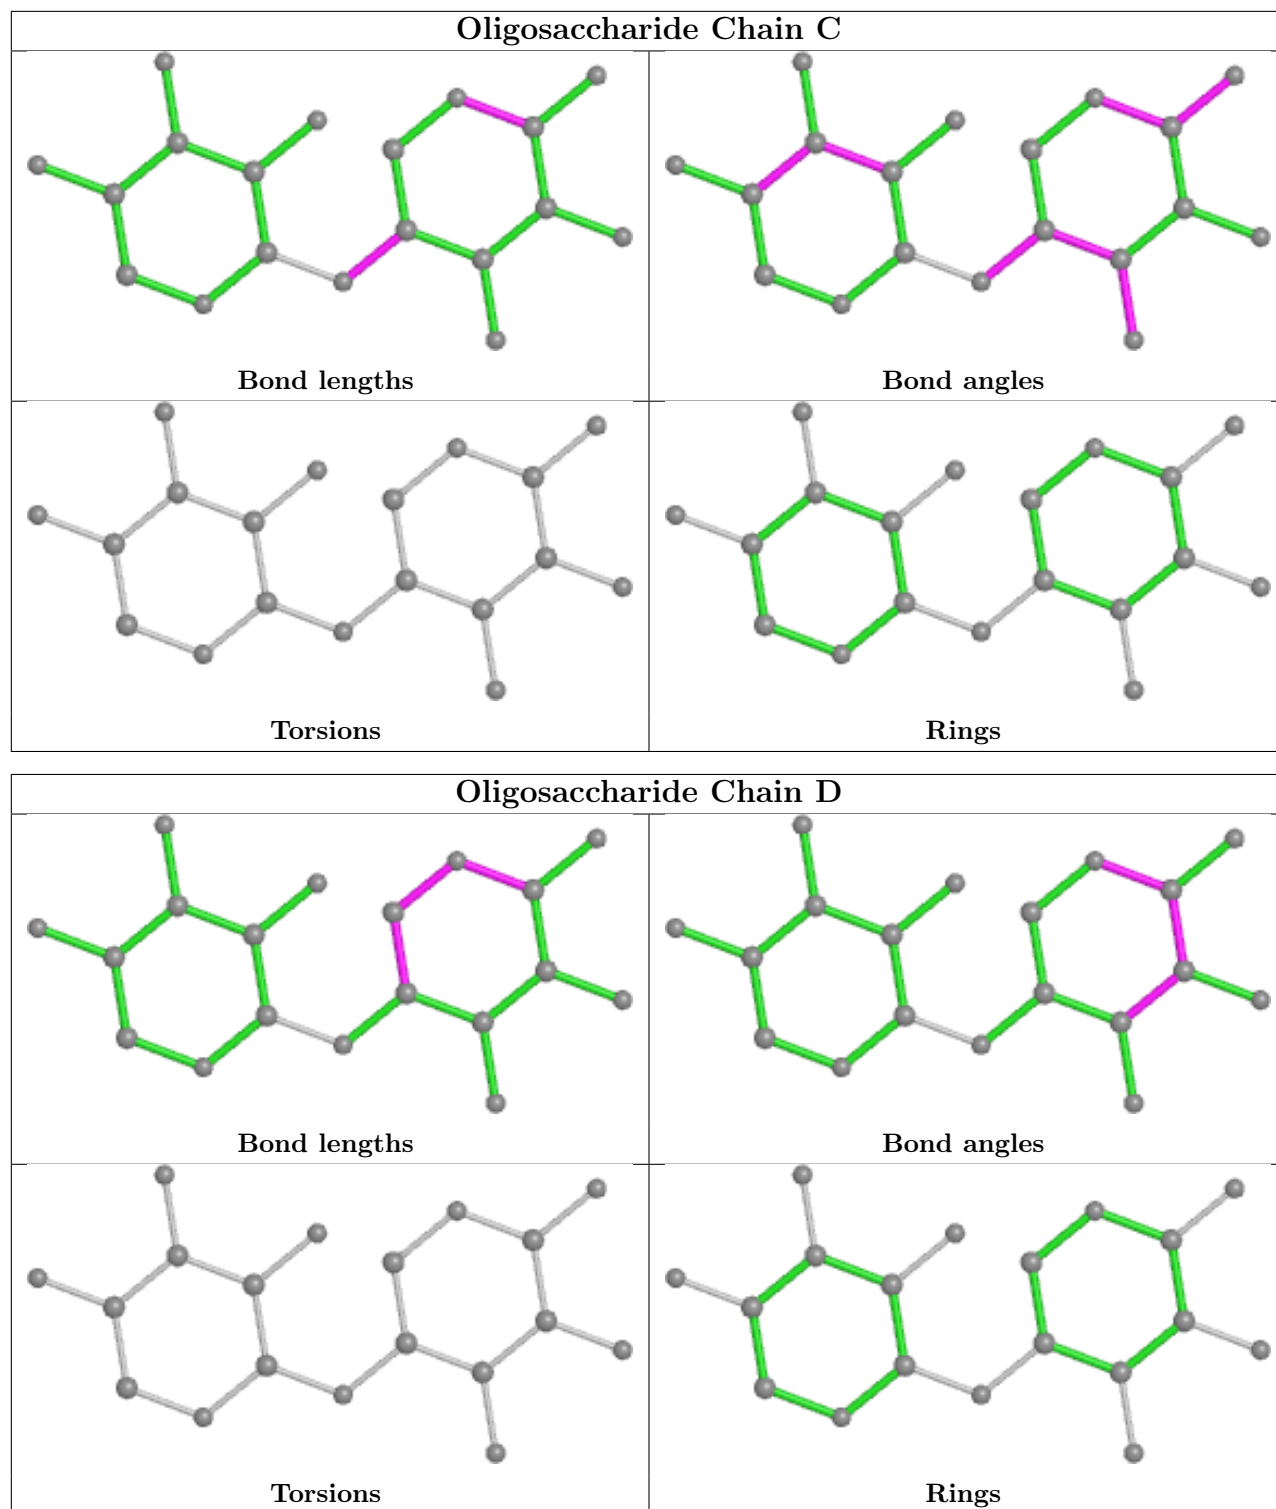 Oligosaccharide Chain C
Bond lengths
Bond angles
Torsions
Rings
Oligosaccharide Chain D
Bond lengths
Bond angles
Torsions
Rings